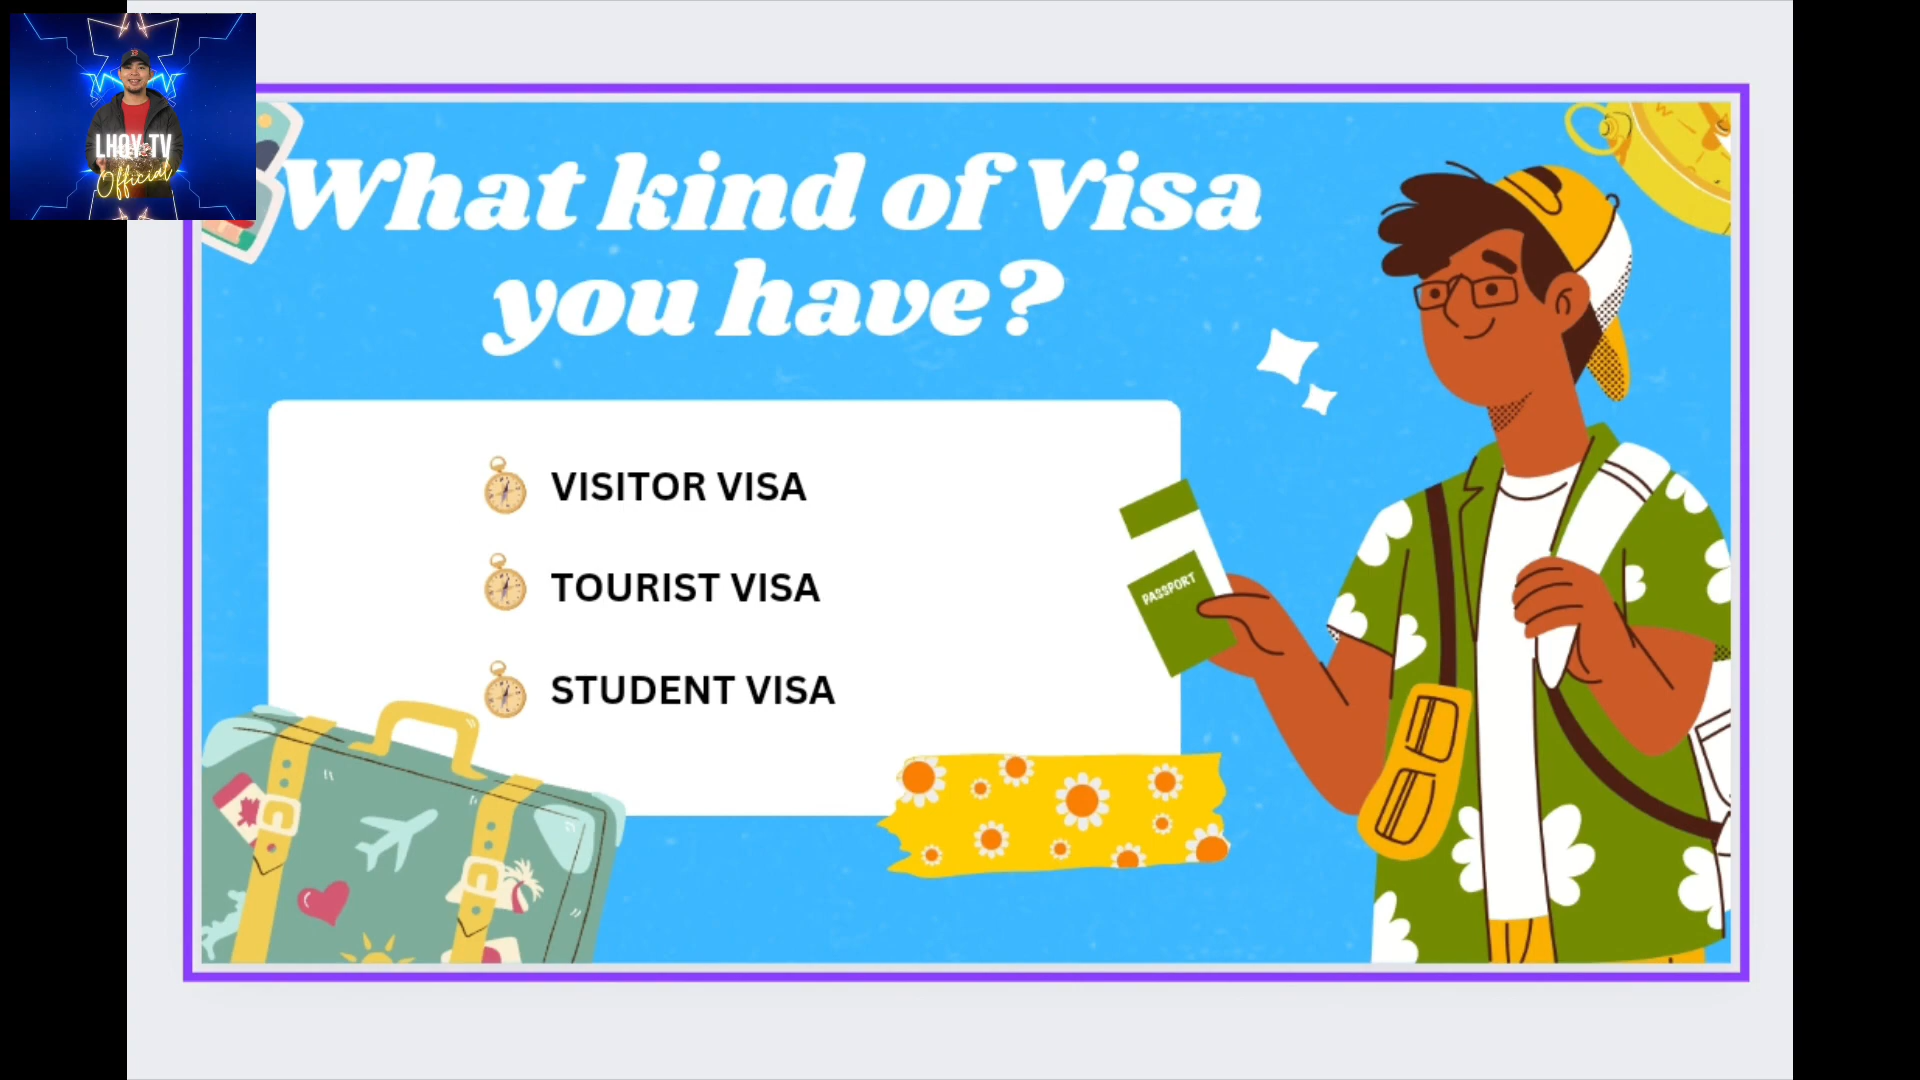 LHOY TV
Official
What kind of Visa
you have?
VISITOR VISA
TOURIST VISA
STUDENT VISA
PASSPORT